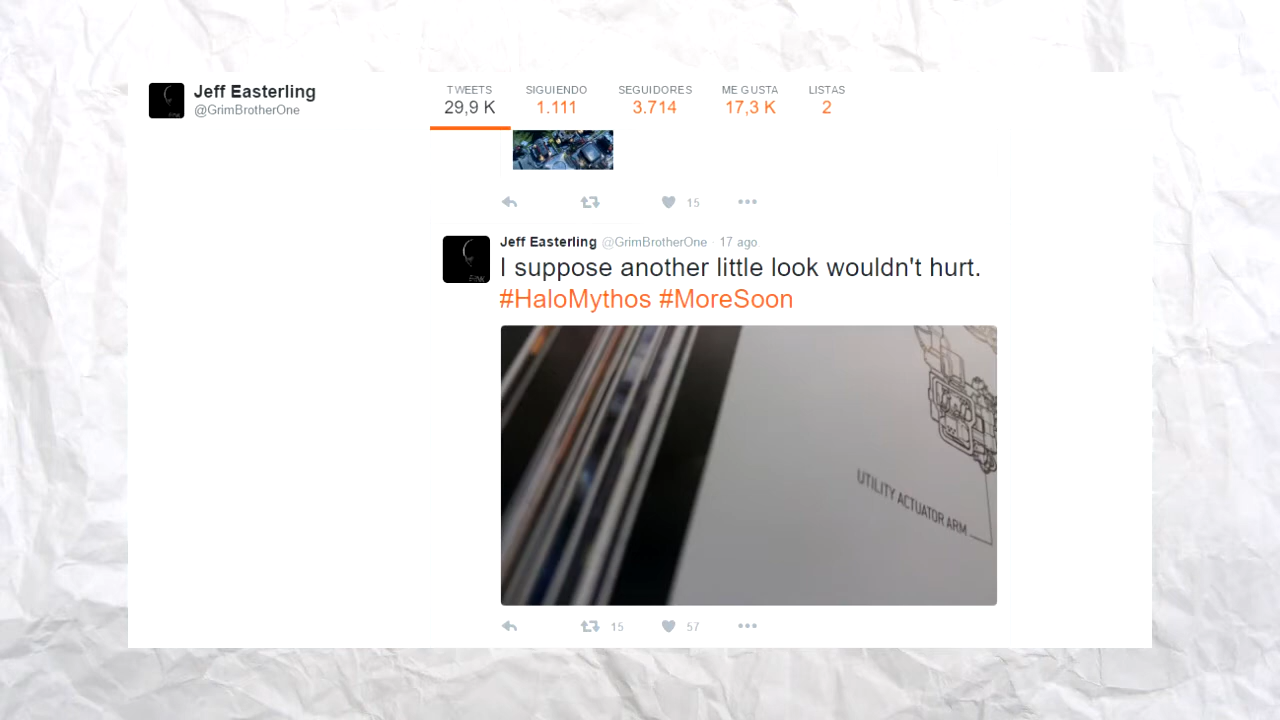 Jeff Easterling
@GrimBrotherOne
TWEETS SIGUIENDO SEGUIDORES ME GUSTA LISTAS
29,9 K 1.111 3.714 17,3 K 2
15
Jeff Easterling @GrimBrotherOne · 17 ago
I suppose another little look wouldn't hurt.
#HaloMythos #MoreSoon
UTILITY ACTUATOR ARM
15 57